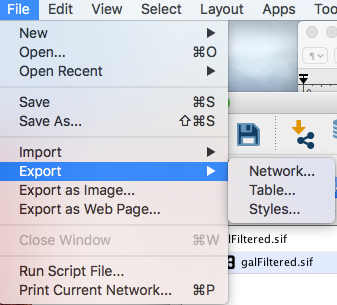 File Edit View Select Layout Apps
New
Open... ⌘O
Open Recent
Save ⌘S
Save As... ⇧⌘S
Import
Export
Network...
Export as Image...
Table...
Export as Web Page...
Styles...
Close Window ⌘W
lFiltered.sif
galFiltered.sif
Run Script File...
Print Current Network... ⌘P